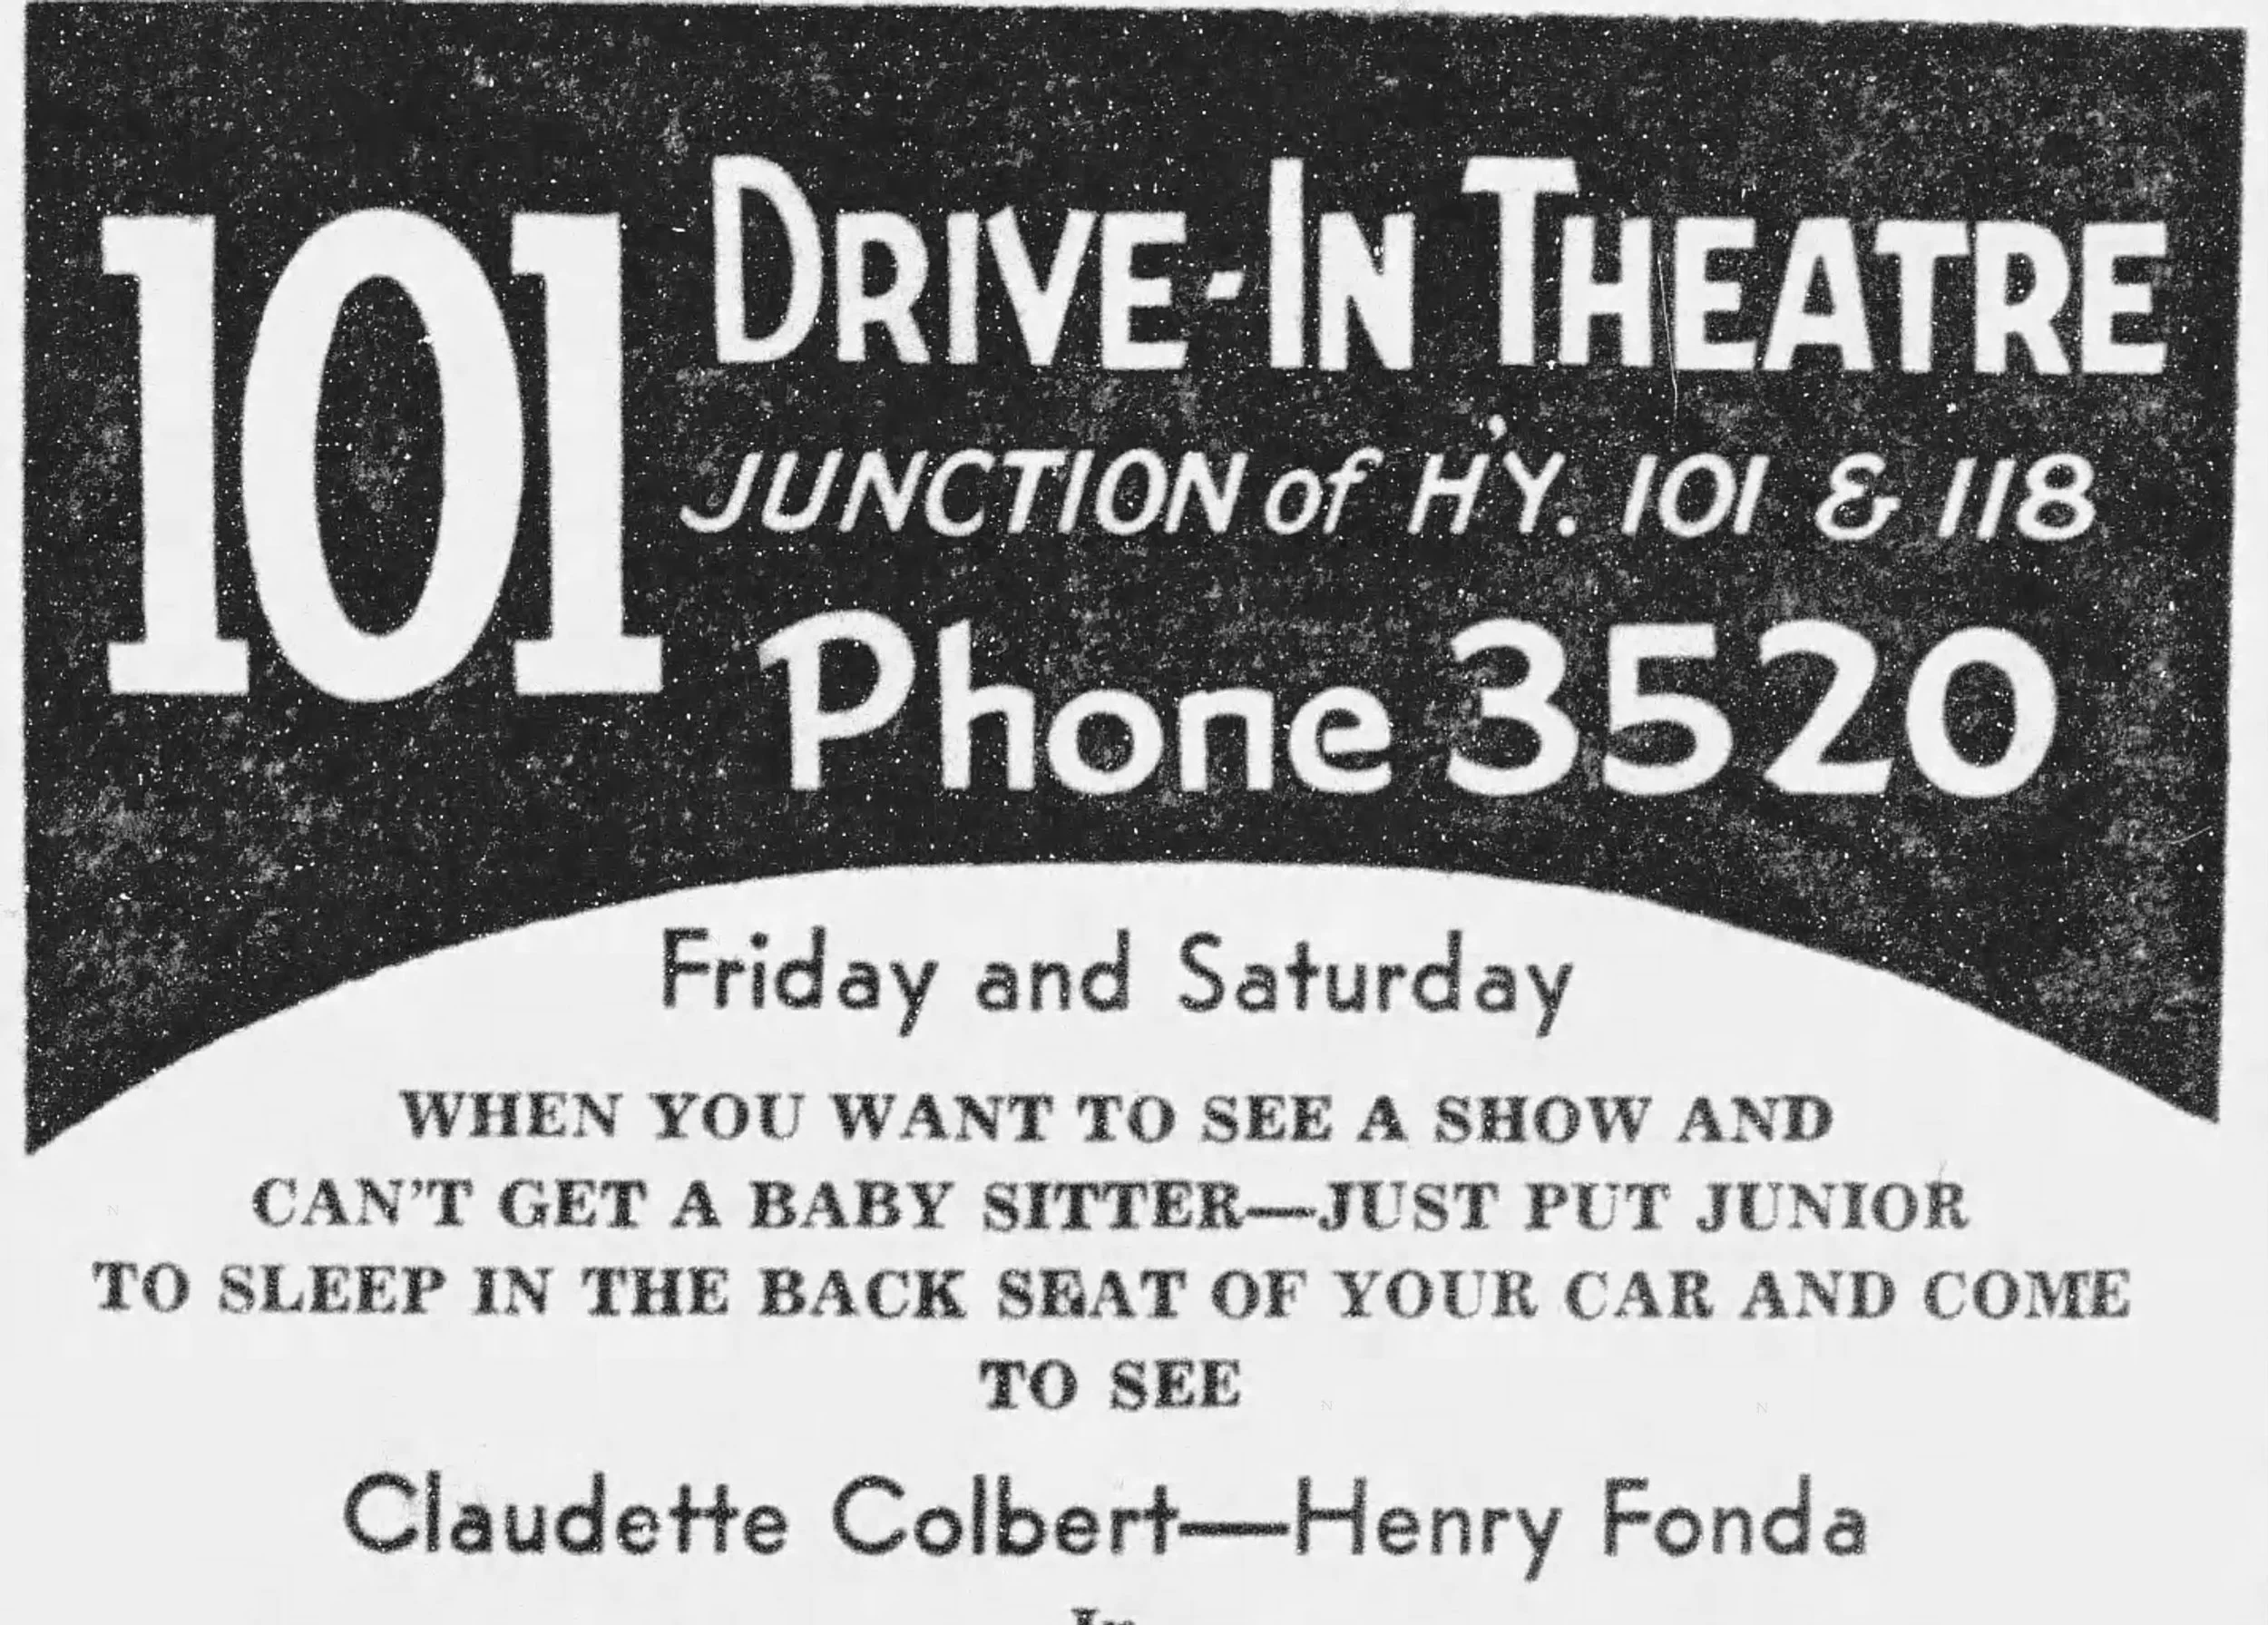 101 DRIVE-IN THEATRE
JUNCTION of H'Y. 101 & 118
Phone 3520
Friday and Saturday
WHEN YOU WANT TO SEE A SHOW AND
CAN'T GET A BABY SITTER—JUST PUT JUNIOR
TO SLEEP IN THE BACK SEAT OF YOUR CAR AND COME
TO SEE
Claudette Colbert—Henry Fonda
In